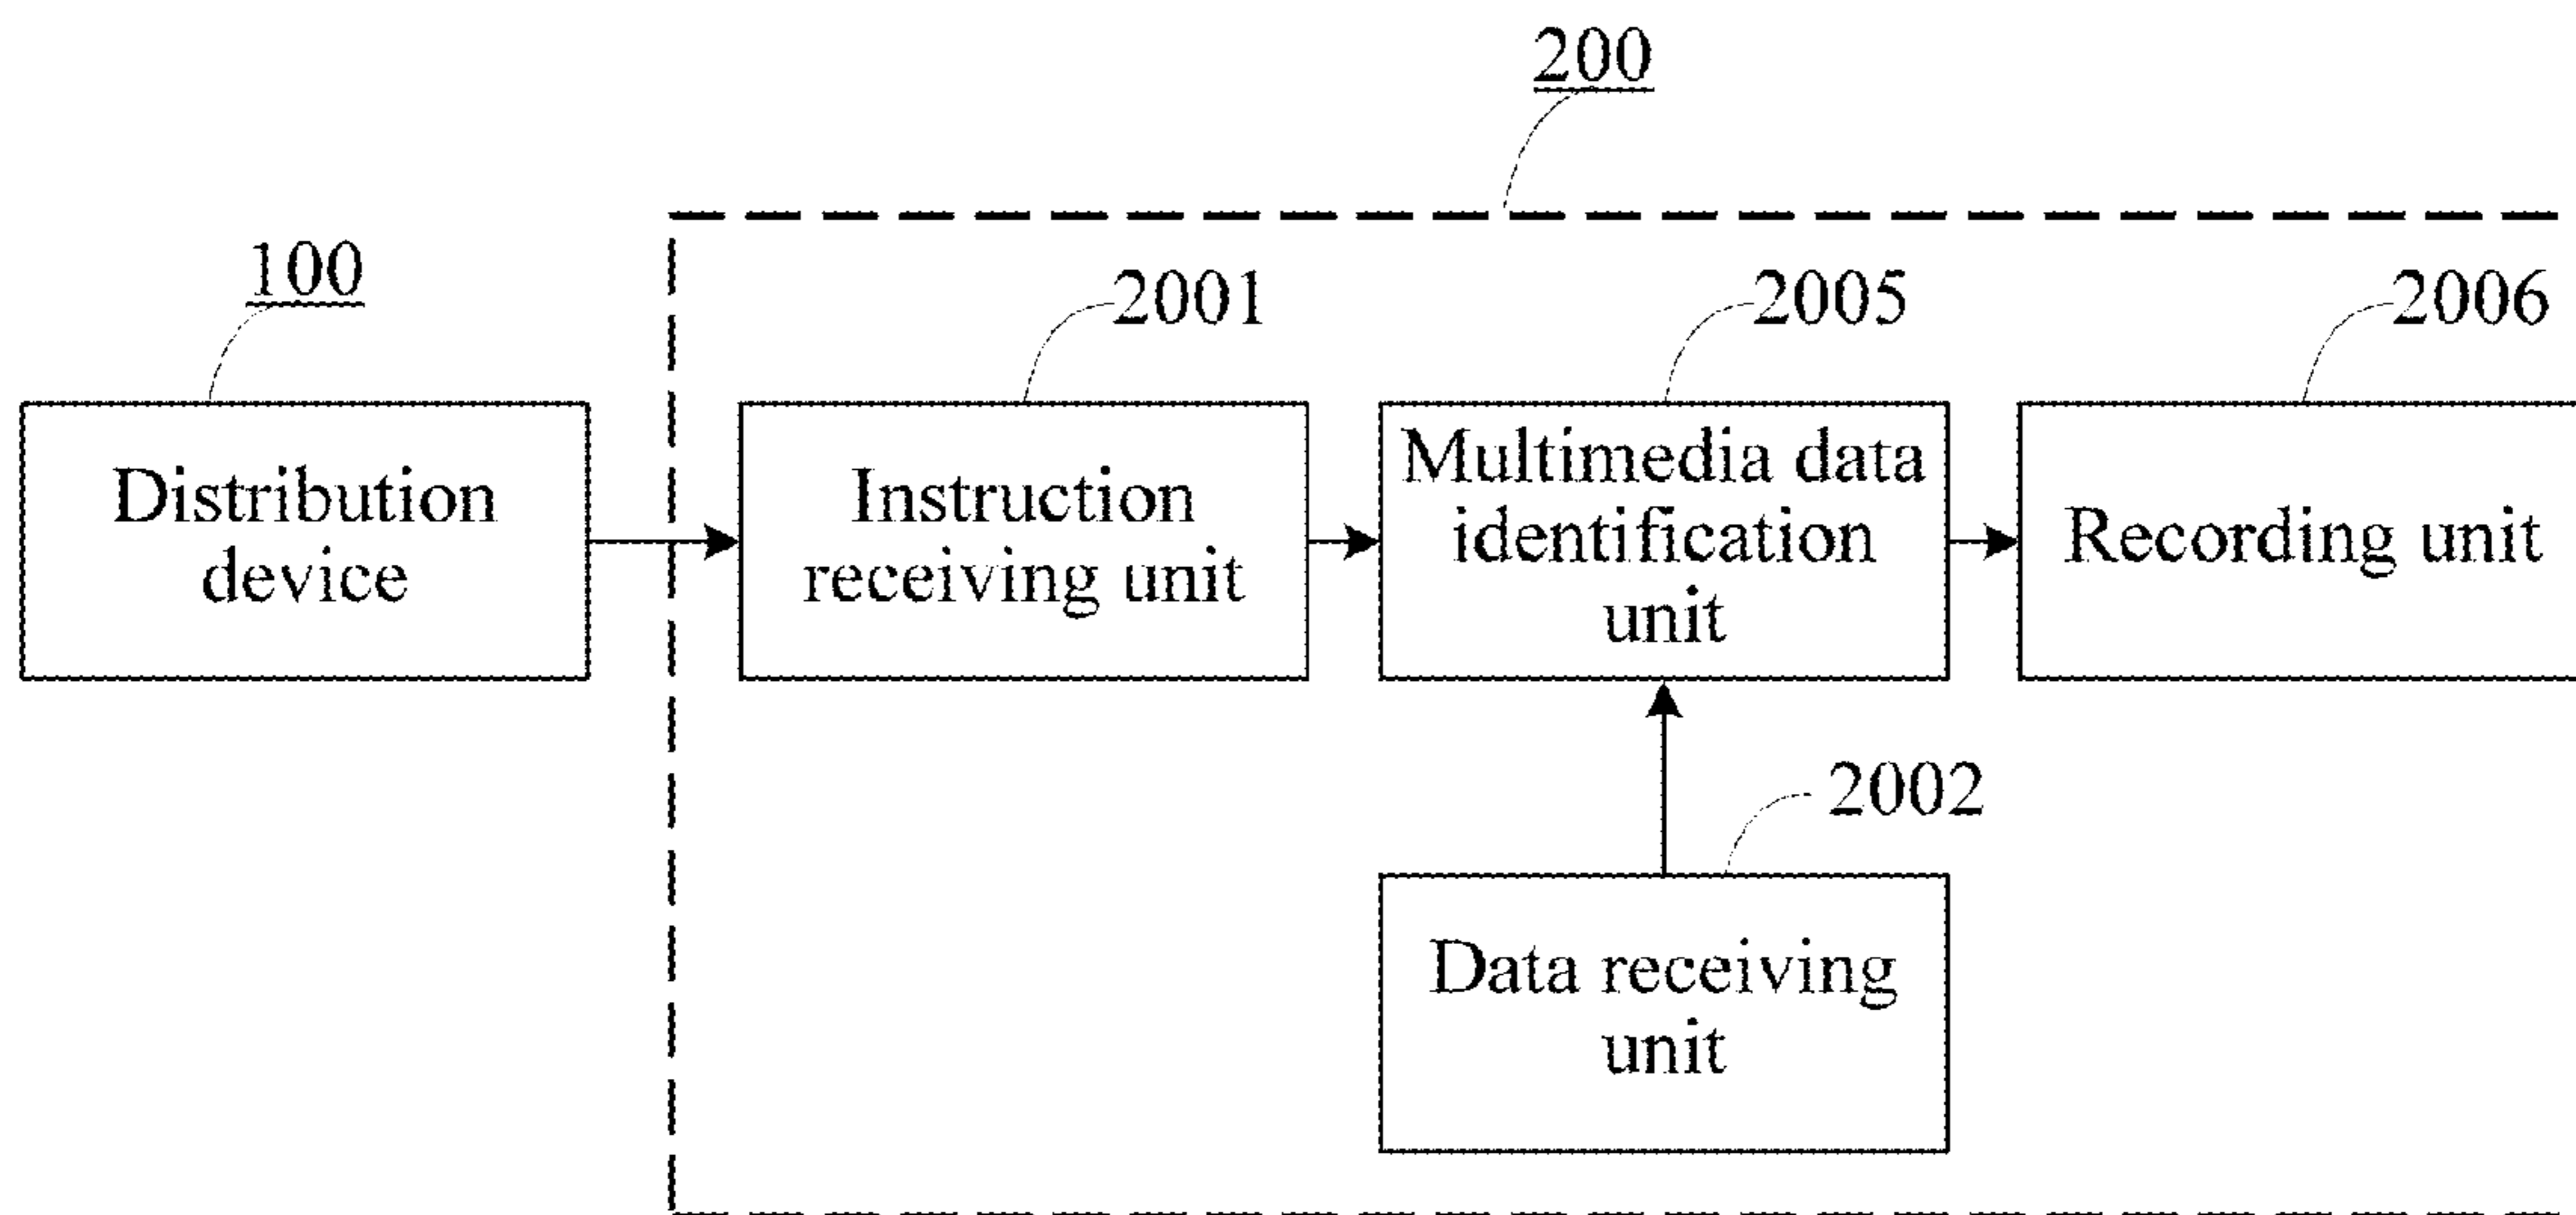 200
100
2001
2005
2006
Distribution
device
Instruction
receiving unit
Multimedia data
identification
unit
Recording unit
2002
Data receiving
unit